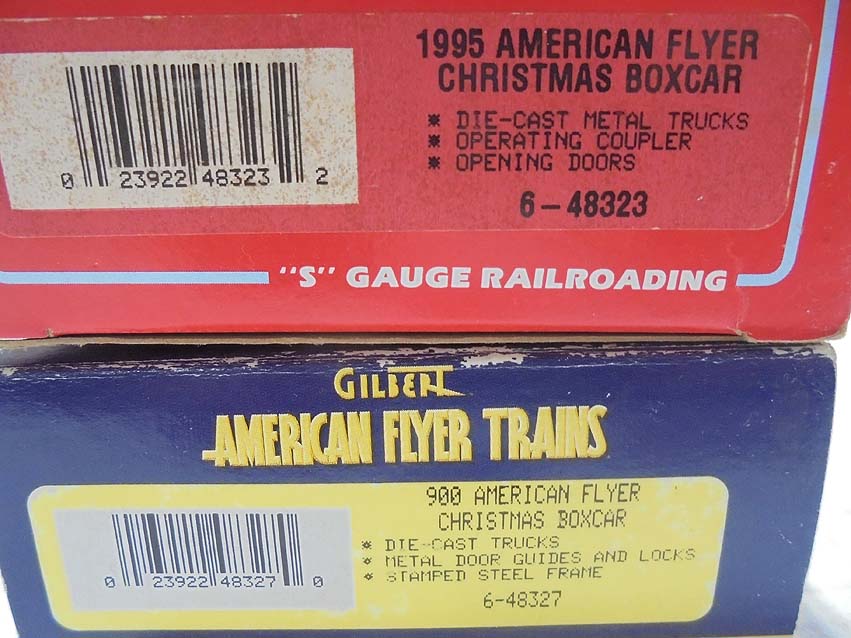 1995 AMERICAN FLYER
CHRISTMAS BOXCAR
* DIE-CAST METAL TRUCKS
* OPERATING COUPLER
* OPENING DOORS
6-48323
0 23922 48323 2
"S" GAUGE RAILROADING
GILBERT
AMERICAN FLYER TRAINS
900 AMERICAN FLYER
CHRISTMAS BOXCAR
* DIE-CAST TRUCKS
* METAL DOOR GUIDES AND LOCKS
* STAMPED STEEL FRAME
6-48327
0 23922 48327 0